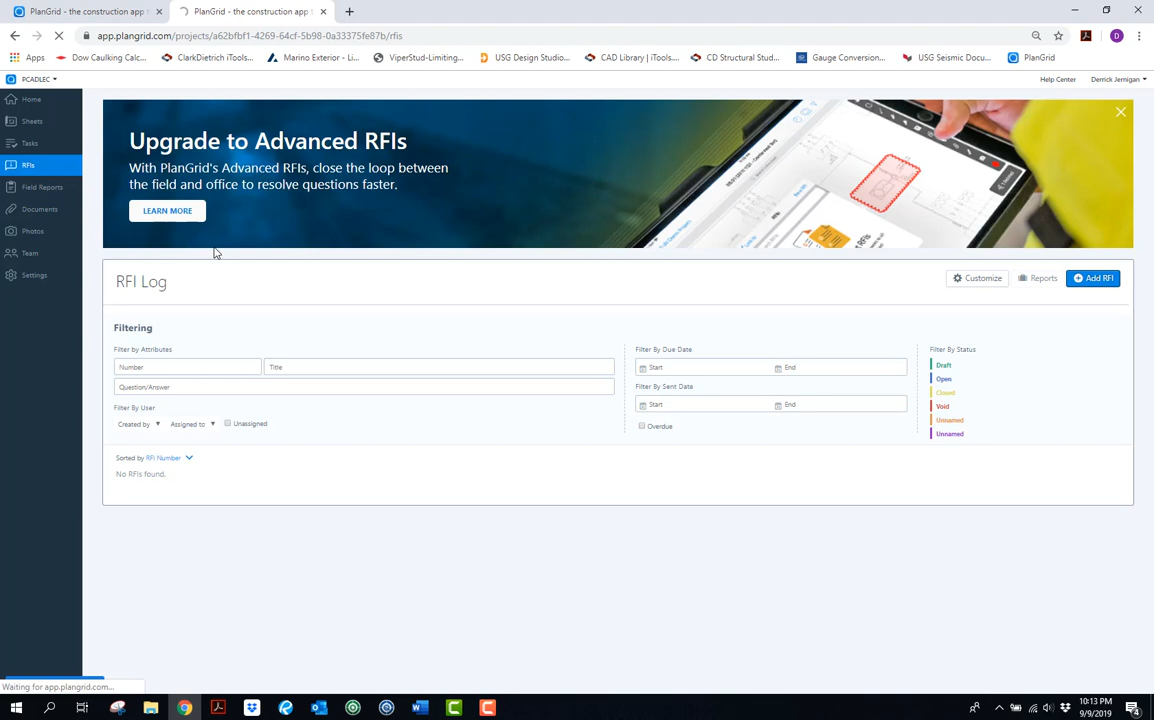 PlanGrid - the construction app t
PlanGrid - the construction app t
app.plangrid.com/projects/a62bfbf1-4269-64cf-5b98-0a33375fe87b/rfis
Apps
Dow Caulking Calc...
ClarkDietrich iTools...
Marino Exterior - Li...
ViperStud-Limiting...
USG Design Studio...
CAD Library | iTools....
CD Structural Stud...
Gauge Conversion...
USG Seismic Docu...
PlanGrid
PCADLEC
Help Center
Derrick Jernigan
Home
Sheets
Tasks
RFIs
Field Reports
Documents
Photos
Team
Settings
Upgrade to Advanced RFIs
With PlanGrid's Advanced RFIs, close the loop between
the field and office to resolve questions faster.
LEARN MORE
RFI Log
Customize
Reports
Add RFI
Filtering
Filter by Attributes
Number
Title
Question/Answer
Filter By User
Created by
Assigned to
Unassigned
Filter By Due Date
Start
End
Filter By Sent Date
Start
End
Overdue
Filter By Status
Draft
Open
Closed
Void
Unnamed
Unnamed
Sorted by RFI Number
No RFIs found.
Waiting for app.plangrid.com...
10:13 PM
9/9/2019